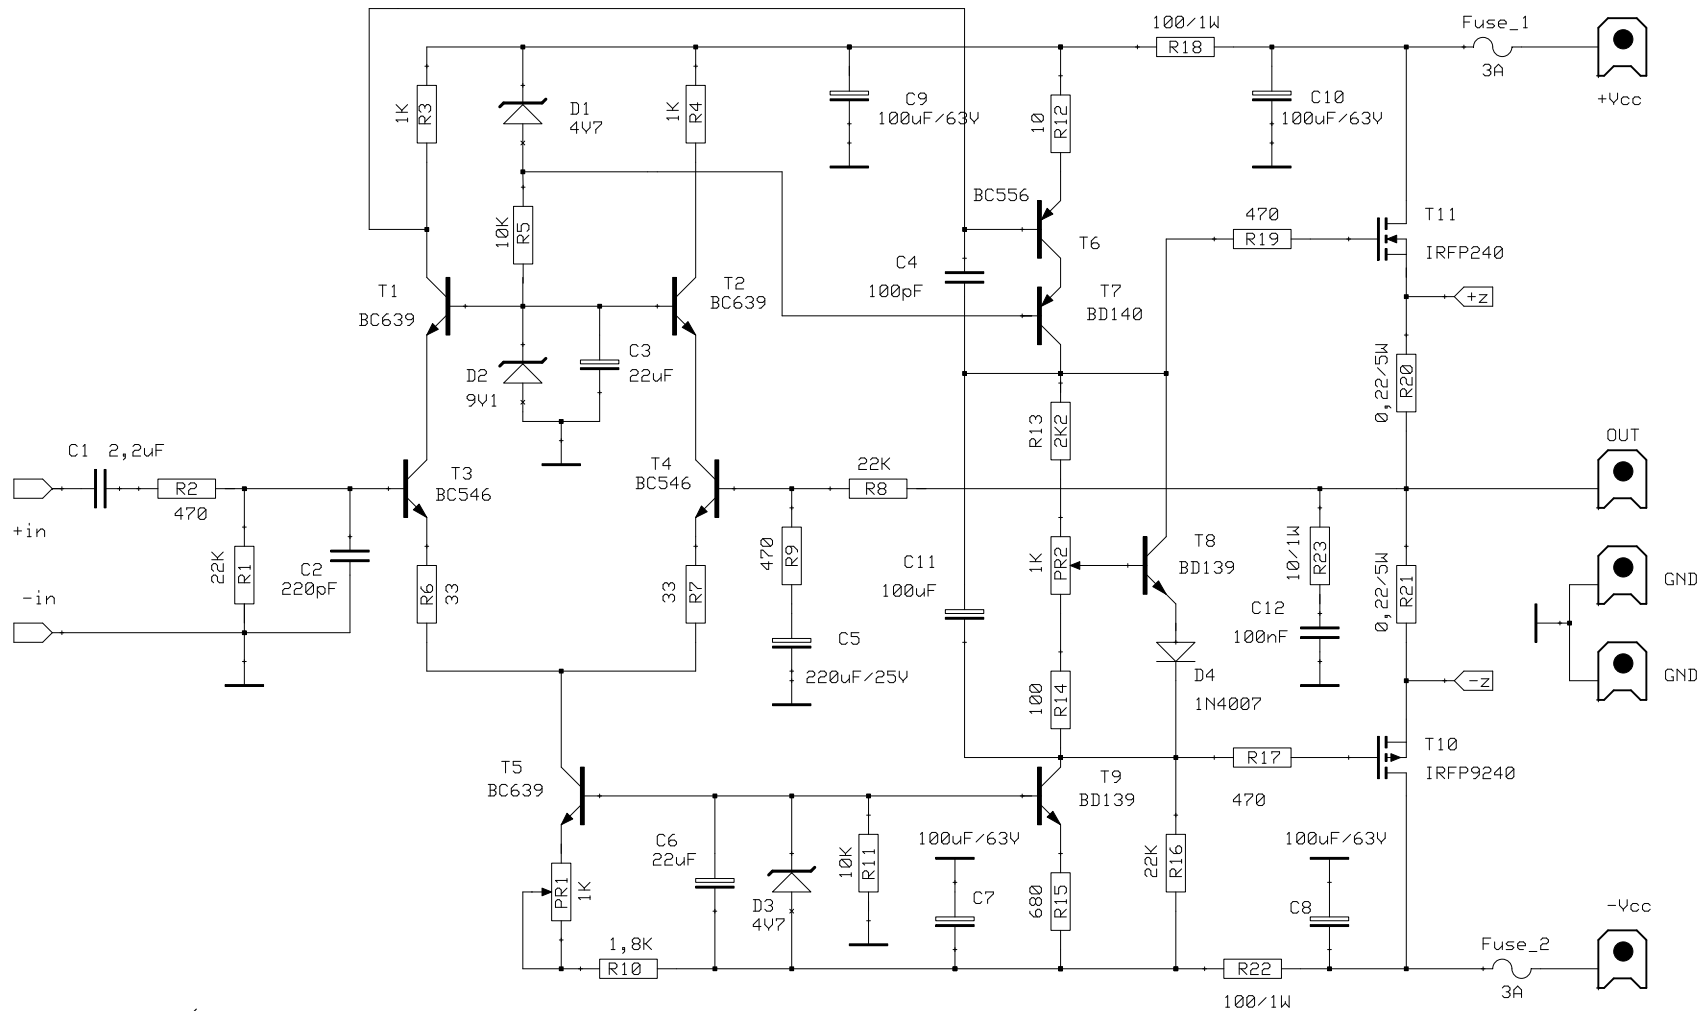 100/1W
R18
Fuse_1
3A
+Vcc
1K
R3
D1
4V7
1K
R4
C9
100uF/63V
10
R12
C10
100uF/63V
BC556
T6
470
R19
T11
IRFP240
10K
R5
C4
100pF
T1
BC639
T2
BC639
T7
BD140
+z
D2
9V1
C3
22uF
R13
2K2
0,22/5W
R20
C1
2,2uF
R2
470
T3
BC546
T4
BC546
22K
R8
OUT
+in
-in
22K
R1
C2
220pF
R6
33
33
R7
470
R9
C5
220uF/25V
C11
100uF
1K
PR2
T8
BD139
10/1W
R23
C12
100nF
0,22/5W
R21
GND
GND
100
R14
D4
1N4007
-z
T5
BC639
T9
BD139
R17
470
T10
IRFP9240
PR1
1K
C6
22uF
D3
4V7
10K
R11
100uF/63V
C7
680
R15
22K
R16
100uF/63V
C8
-Vcc
1,8K
R10
R22
100/1W
Fuse_2
3A